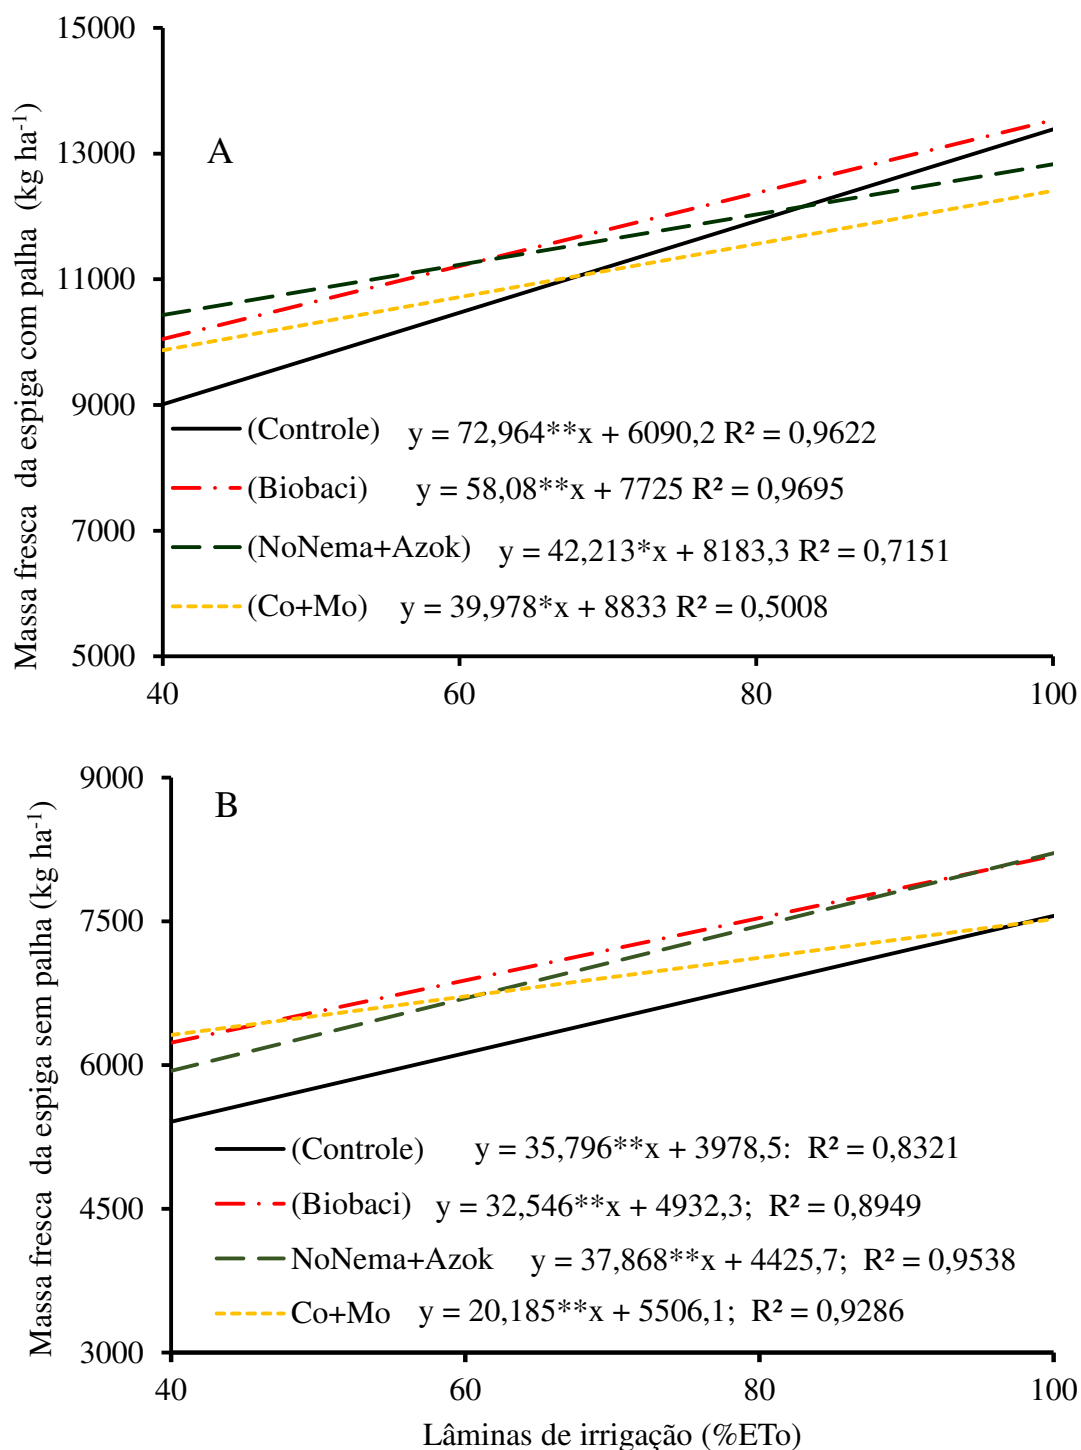 15000
13000
11000
9000
7000
5000
Massa fresca da espiga com palha (kg ha⁻¹)
A
(Controle) y = 72,964**x + 6090,2 R² = 0,9622
(Biobaci) y = 58,08**x + 7725 R² = 0,9695
(NoNema+Azok) y = 42,213*x + 8183,3 R² = 0,7151
(Co+Mo) y = 39,978*x + 8833 R² = 0,5008
40 60 80 100
9000
7500
6000
4500
3000
Massa fresca da espiga sem palha (kg ha⁻¹)
B
(Controle) y = 35,796**x + 3978,5: R² = 0,8321
(Biobaci) y = 32,546**x + 4932,3; R² = 0,8949
NoNema+Azok y = 37,868**x + 4425,7; R² = 0,9538
Co+Mo y = 20,185**x + 5506,1; R² = 0,9286
40 60 80 100
Lâminas de irrigação (%ETo)